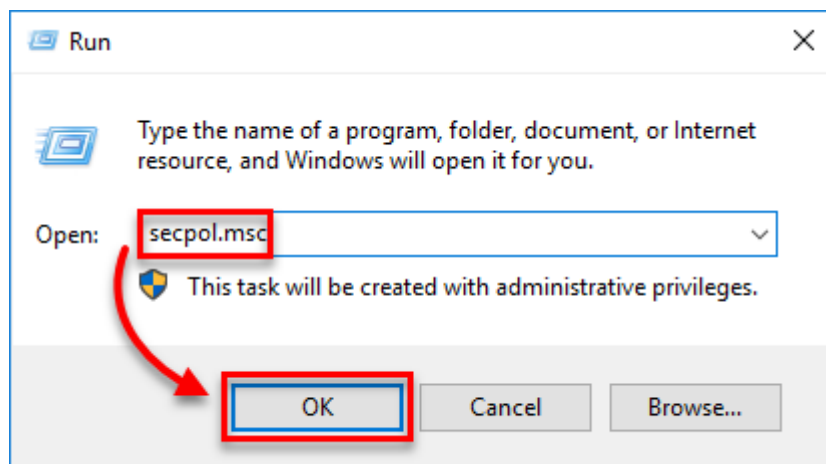 Run
Type the name of a program, folder, document, or Internet
resource, and Windows will open it for you.
Open: secpol.msc
This task will be created with administrative privileges.
OK Cancel Browse...